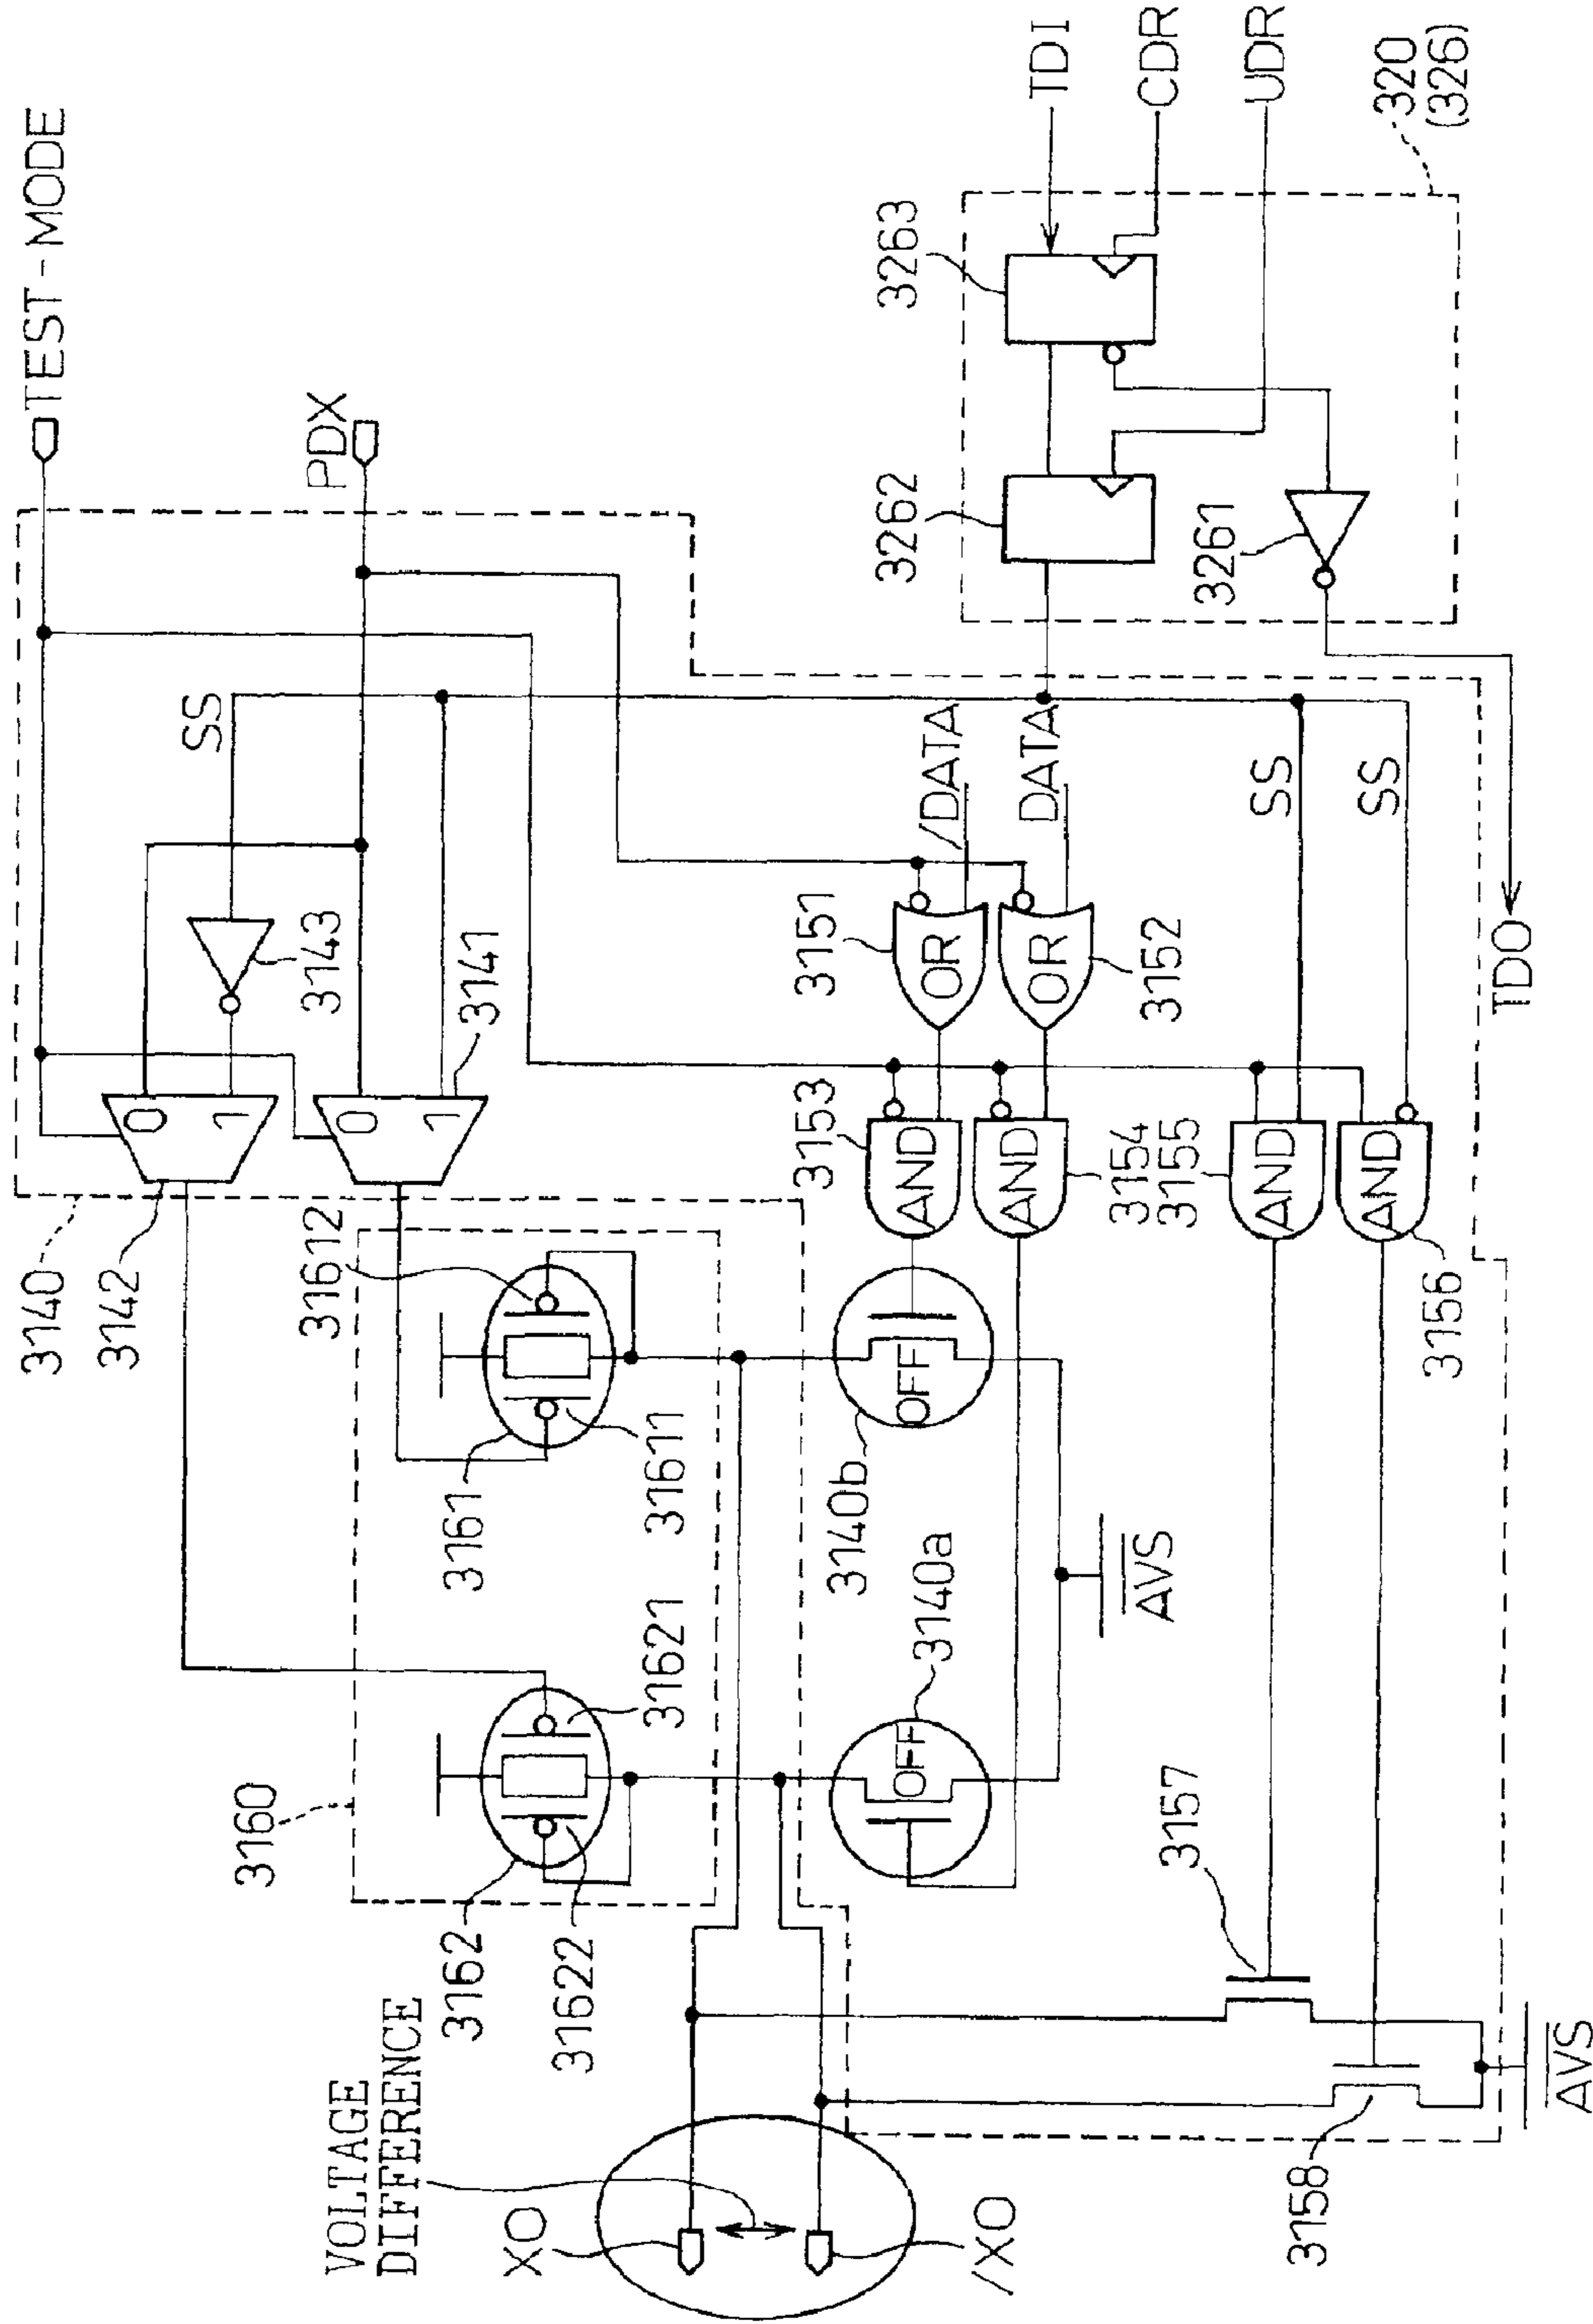 TEST-MODE
PDX
TDI
CDR
UDR
320
(326)
3263
3262
3261
TDO
SS
/DATA
DATA
SS
SS
3140
3142
0
1
3143
0
1
3141
3151
OR
OR
3152
3153
AND
AND
3154
3155
AND
AND
3156
31612
3161
31611
3160
3162
31621
31622
3140b
OFF
3140a
OFF
AVS
3157
3158
AVS
VOLTAGE
DIFFERENCE
XO
/XO